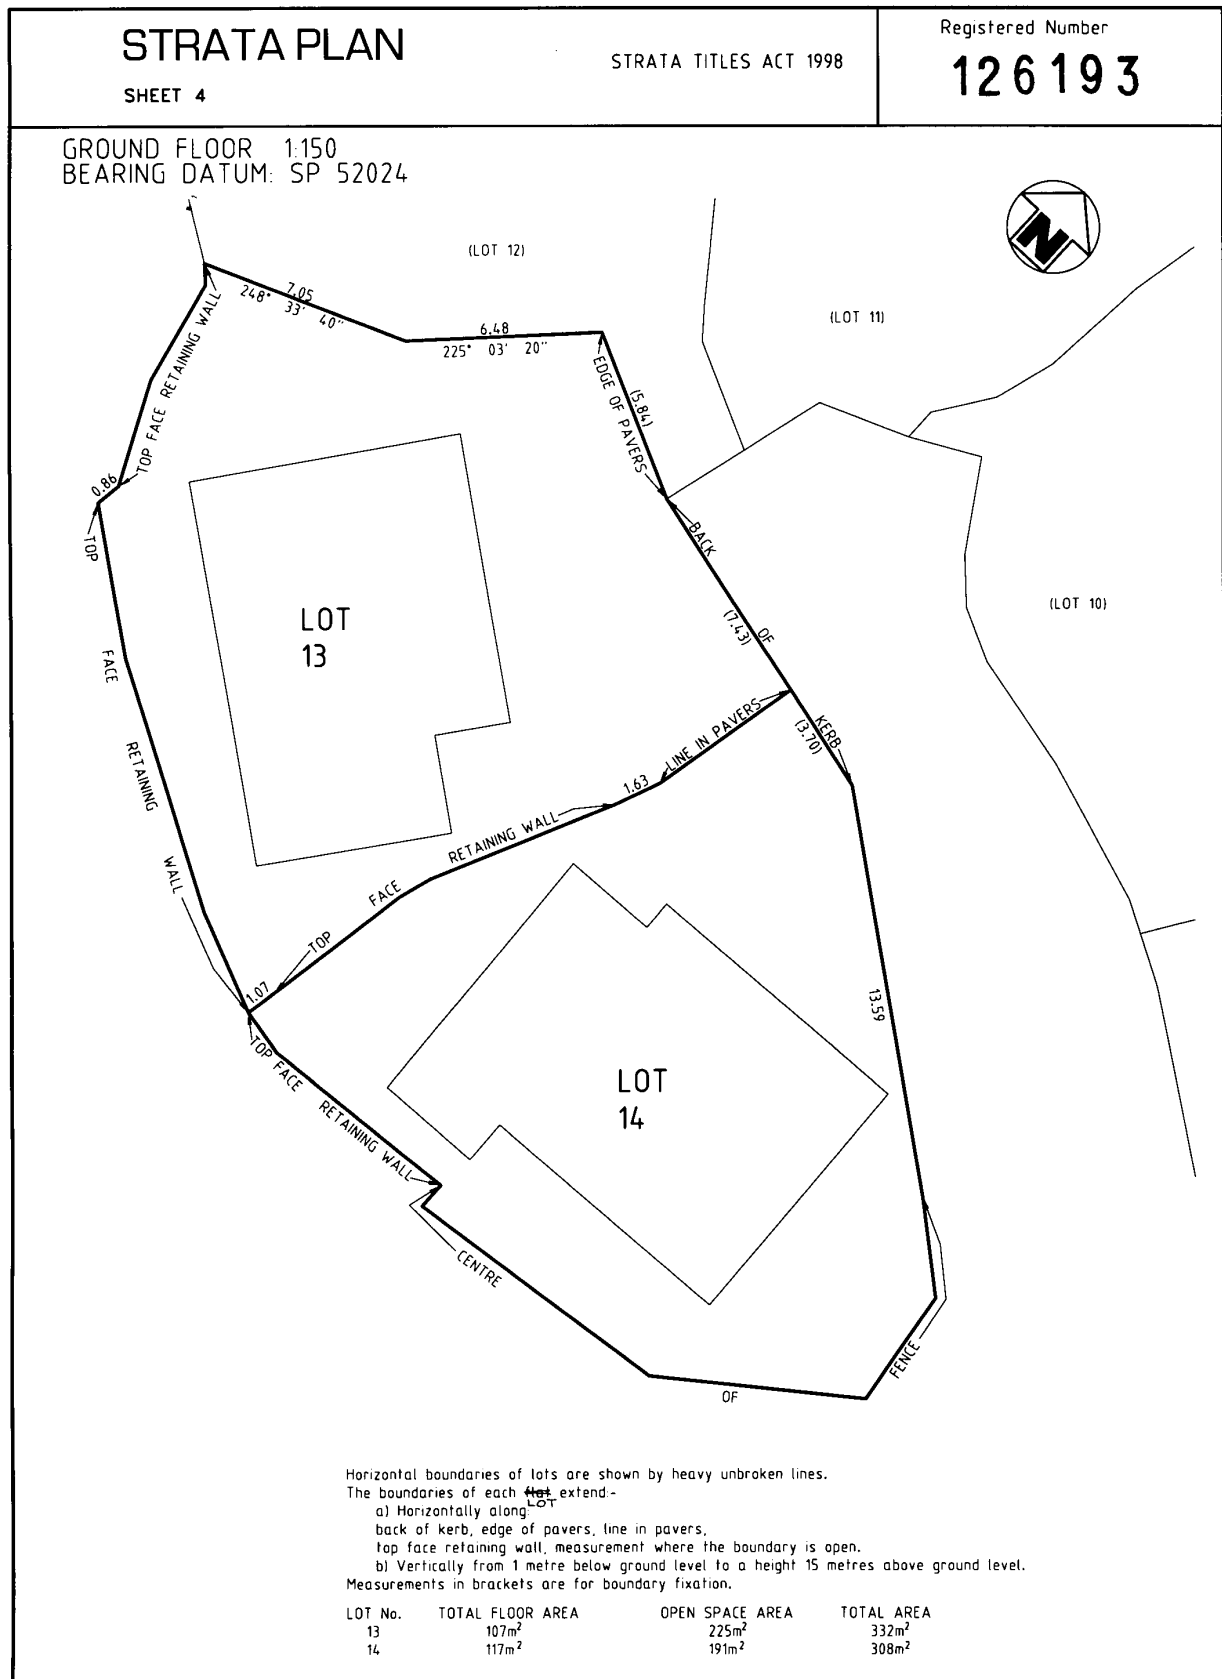 STRATA PLAN
SHEET 4
STRATA TITLES ACT 1998
Registered Number
126193
GROUND FLOOR 1:150
BEARING DATUM: SP 52024
N
(LOT 12)
(LOT 11)
(LOT 10)
7.05
248° 33' 40"
6.48
225° 03' 20"
TOP FACE RETAINING WALL
EDGE OF PAVERS
(5.84)
0.86
TOP
FACE
RETAINING
WALL
BACK
OF
KERB
(7.43)
(3.70)
LOT
13
LINE IN PAVERS
1.63
RETAINING WALL
FACE
TOP
1.07
TOP FACE
RETAINING WALL
13.59
LOT
14
CENTRE
OF
FENCE
Horizontal boundaries of lots are shown by heavy unbroken lines.
The boundaries of each flat extend:-
LOT
a) Horizontally along:
back of kerb, edge of pavers, line in pavers,
top face retaining wall, measurement where the boundary is open.
b) Vertically from 1 metre below ground level to a height 15 metres above ground level.
Measurements in brackets are for boundary fixation.
LOT No. TOTAL FLOOR AREA OPEN SPACE AREA TOTAL AREA
13 107m² 225m² 332m²
14 117m² 191m² 308m²